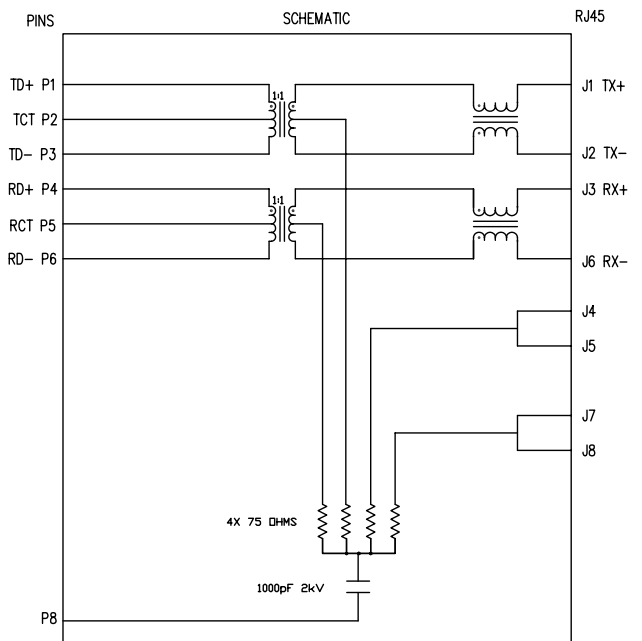 PINS SCHEMATIC RJ45
TD+ P1 1:1 J1 TX+
TCT P2
TD- P3 J2 TX-
RD+ P4 1:1 J3 RX+
RCT P5
RD- P6 J6 RX-
J4
J5
J7
J8
4X 75 OHMS
1000pF 2kV
P8